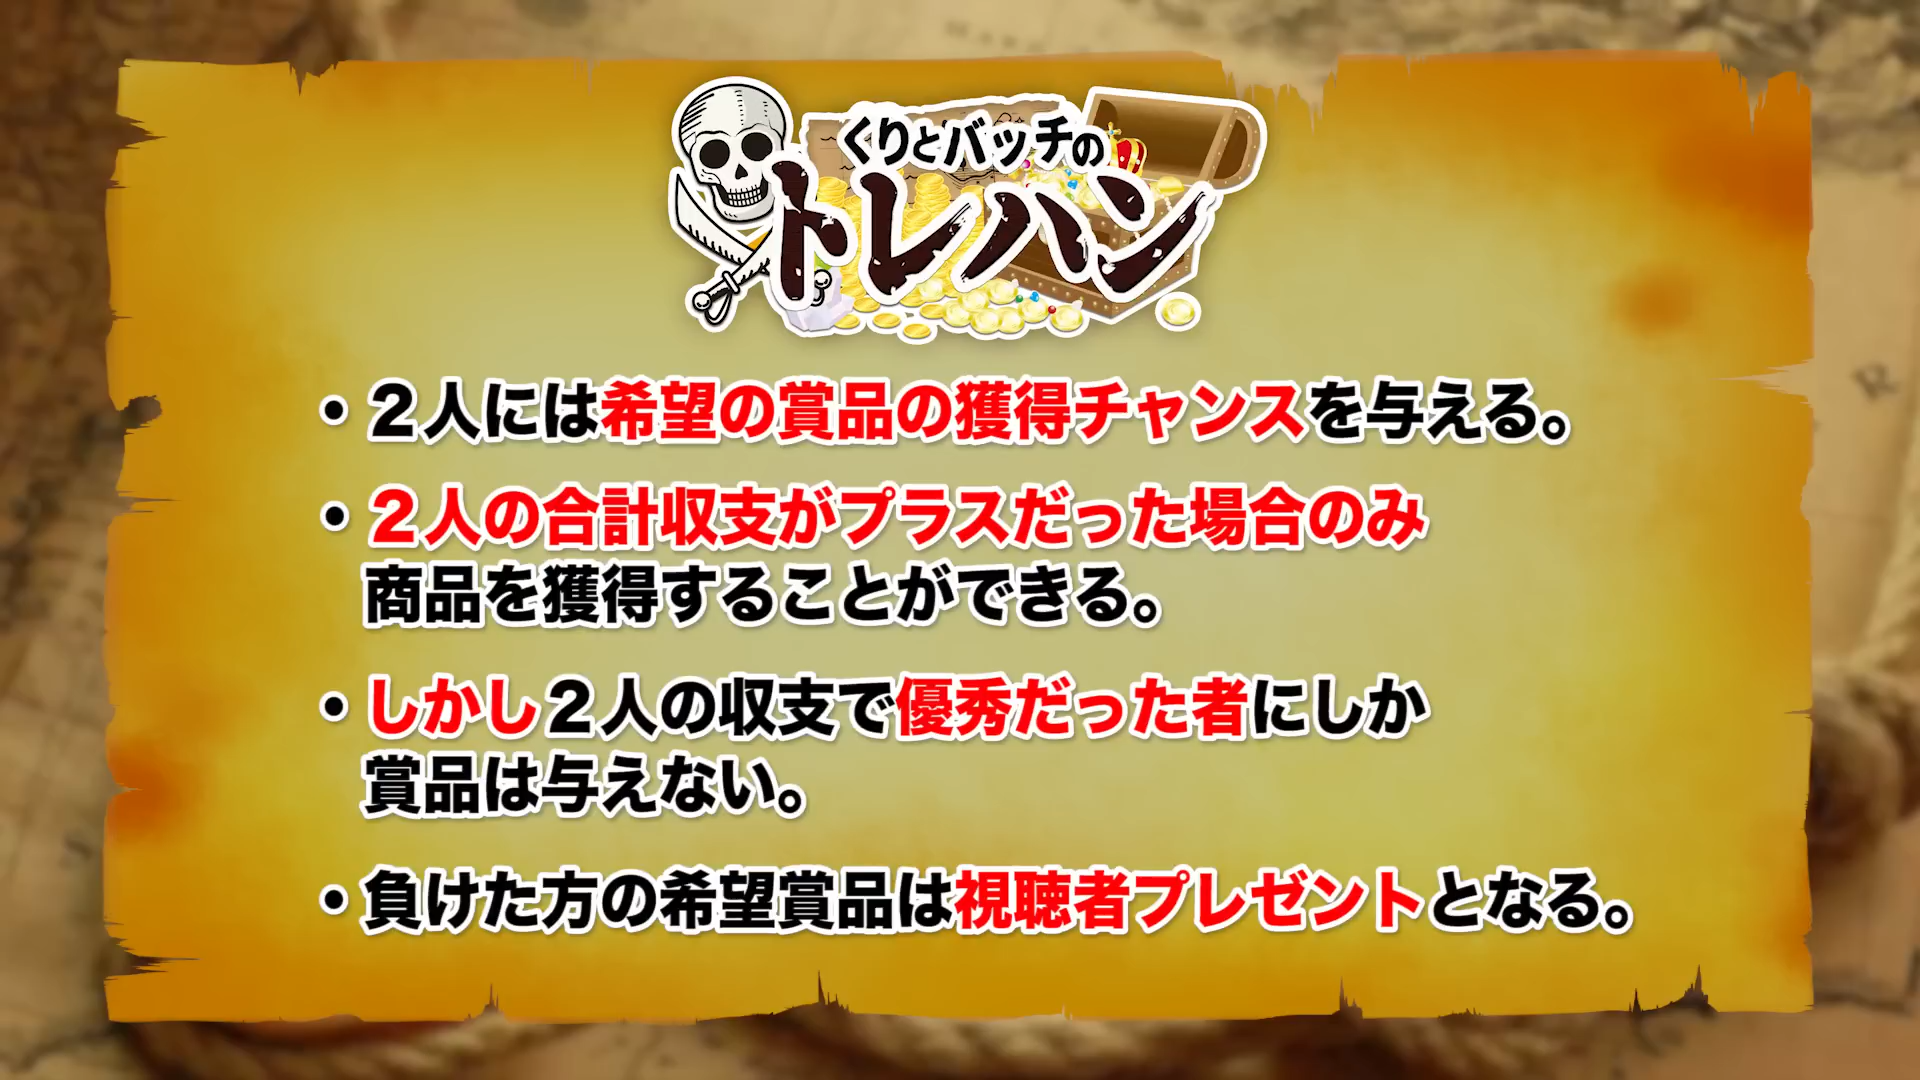 くりとバッチの
トレハン
・２人には希望の賞品の獲得チャンスを与える。
・２人の合計収支がプラスだった場合のみ
商品を獲得することができる。
・しかし２人の収支で優秀だった者にしか
賞品は与えない。
・負けた方の希望賞品は視聴者プレゼントとなる。